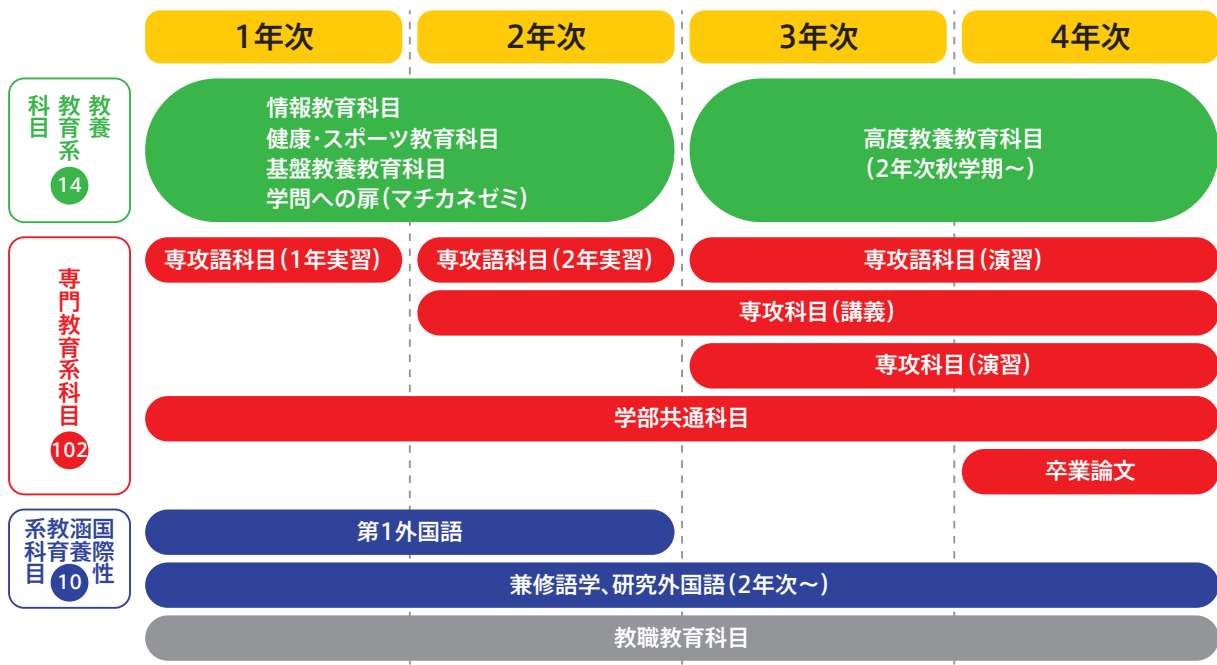 1年次
2年次
3年次
4年次
教養
教育系
科目
14
情報教育科目
健康・スポーツ教育科目
基盤教養教育科目
学問への扉(マチカネゼミ)
高度教養教育科目
(2年次秋学期〜)
専門教育系科目
102
専攻語科目(1年実習)
専攻語科目(2年実習)
専攻語科目(演習)
専攻科目(講義)
専攻科目(演習)
学部共通科目
卒業論文
国際性
涵養
教育
系科目
10
第1外国語
兼修語学、研究外国語(2年次〜)
教職教育科目